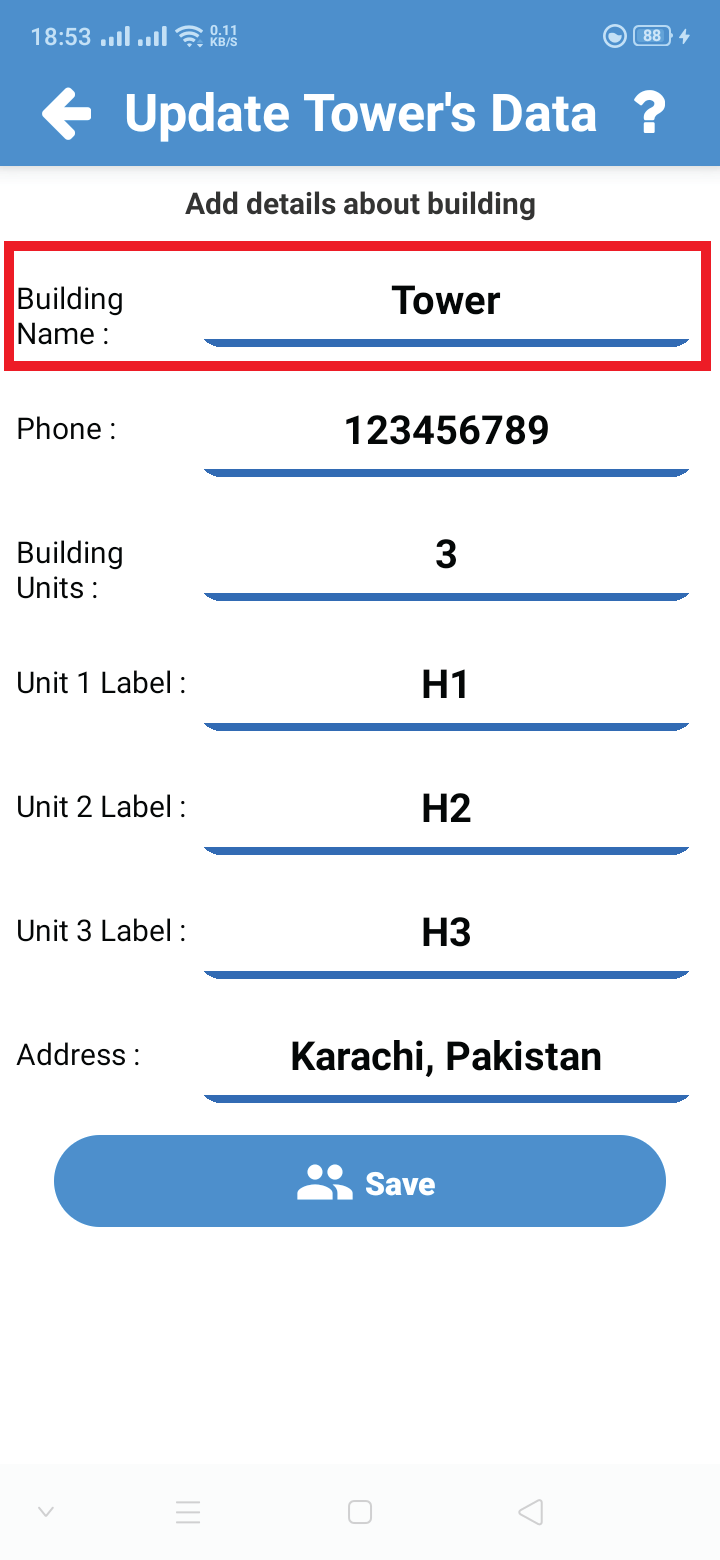 18:53 0.11 KB/S 88
Update Tower's Data ?
Add details about building
Building Name : Tower
Phone : 123456789
Building Units : 3
Unit 1 Label : H1
Unit 2 Label : H2
Unit 3 Label : H3
Address : Karachi, Pakistan
Save